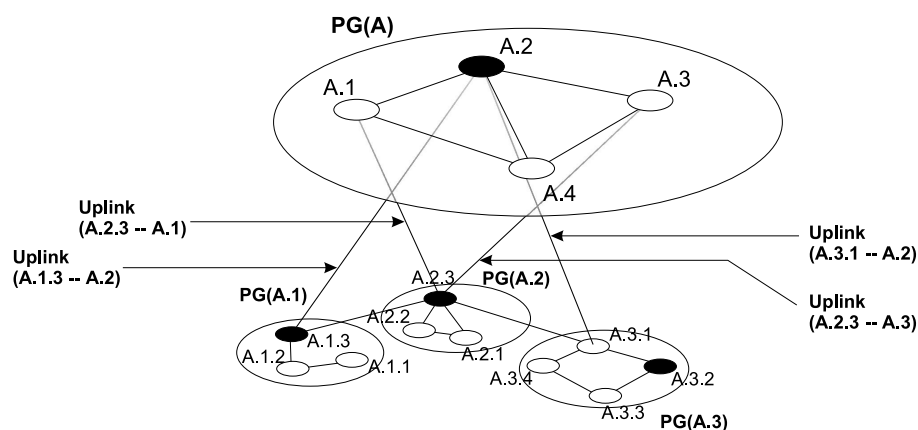 PG(A)
A.2
A.1
A.3
A.4
Uplink
(A.2.3 -- A.1)
Uplink
(A.1.3 -- A.2)
Uplink
(A.3.1 -- A.2)
Uplink
(A.2.3 -- A.3)
PG(A.1)
A.2.3
PG(A.2)
A.2.2
A.2.1
A.1.3
A.1.2
A.1.1
A.3.1
A.3.4
A.3.2
A.3.3
PG(A.3)